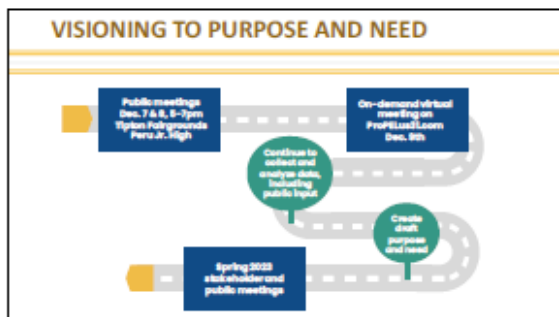 VISIONING TO PURPOSE AND NEED
Public meetings
Dec. 7 & 8, 5-7pm
Tipton Fairgrounds
Peru Jr. High
On-demand virtual
meeting on
ProPELus31.com
Dec. 9th
Continue to
collect and
analyze data,
including
public input
Create
draft
purpose
and need
Spring 2023
stakeholder and
public meetings